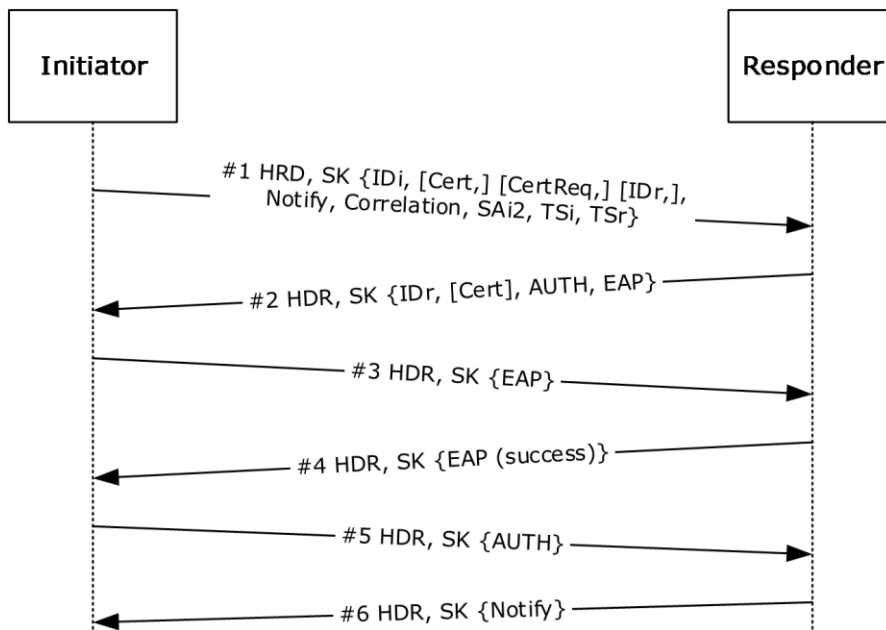 Initiator
Responder
#1 HRD, SK {IDi, [Cert,] [CertReq,] [IDr,],
Notify, Correlation, SAi2, TSi, TSr}
#2 HDR, SK {IDr, [Cert], AUTH, EAP}
#3 HDR, SK {EAP}
#4 HDR, SK {EAP (success)}
#5 HDR, SK {AUTH}
#6 HDR, SK {Notify}